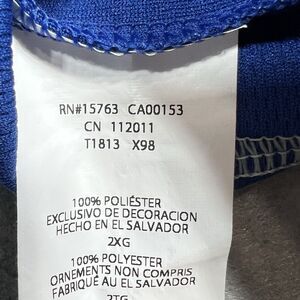 RN#15763 CA00153
CN 112011
T1813 X98
100% POLIÉSTER
EXCLUSIVO DE DECORACION
HECHO EN EL SALVADOR
2XG
100% POLYESTER
ORNEMENTS NON COMPRIS
FABRIQUÉ AU EL SALVADOR
2TG